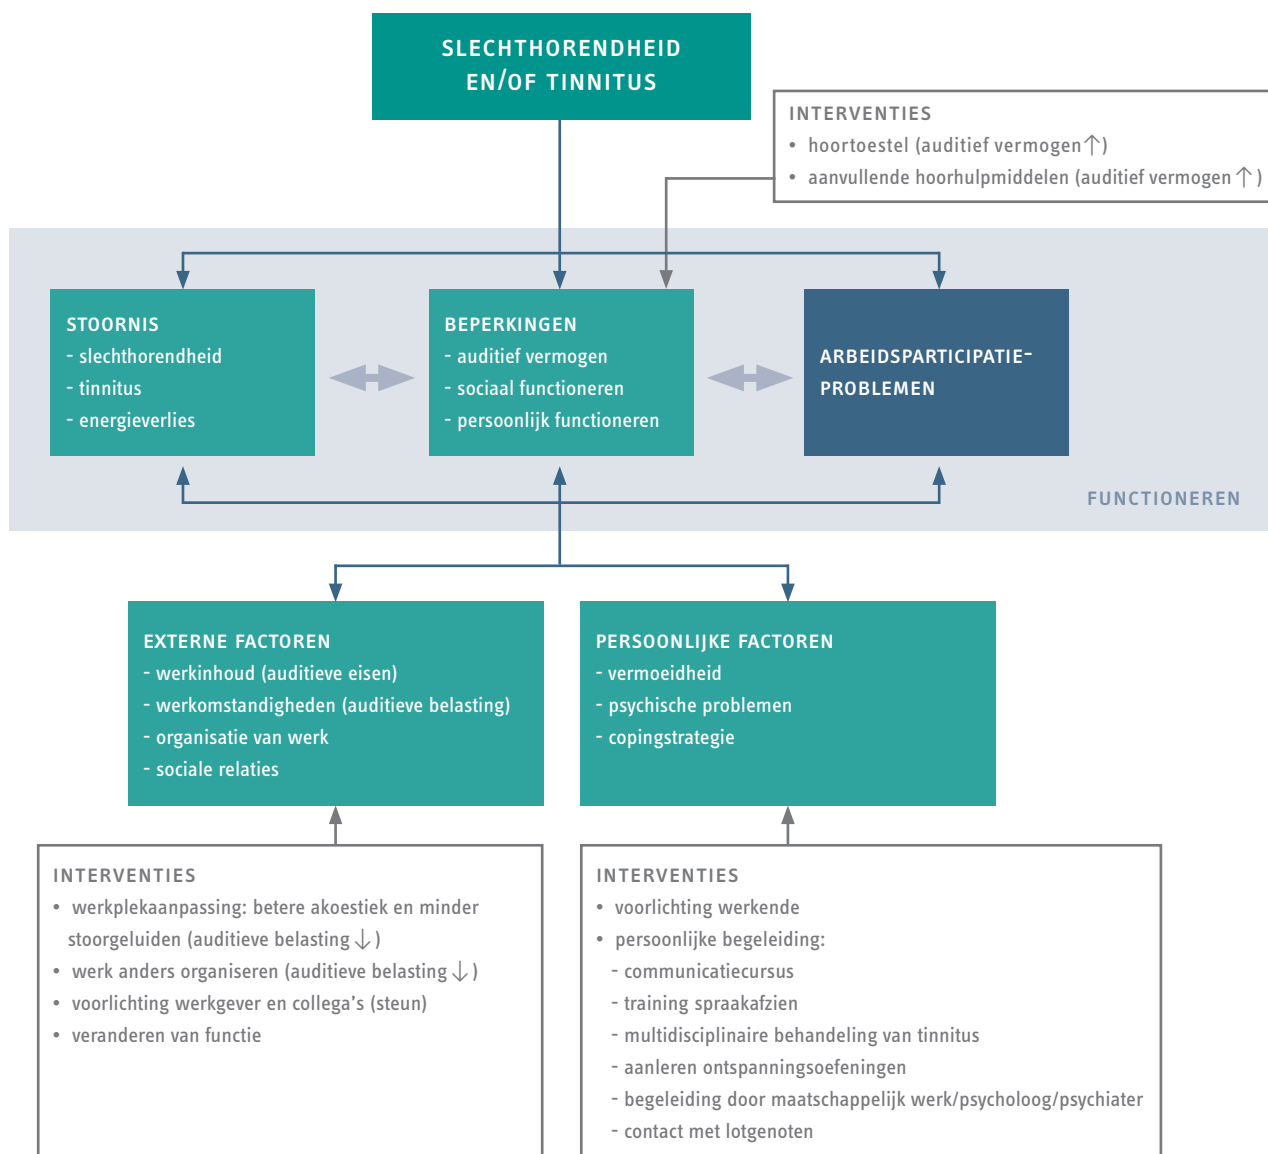 SLECHTHORENDHEID
EN/OF TINNITUS
INTERVENTIES
• hoortoestel (auditief vermogen ↑)
• aanvullende hoorhulpmiddelen (auditief vermogen ↑ )
STOORNIS
- slechthorendheid
- tinnitus
- energieverlies
BEPERKINGEN
- auditief vermogen
- sociaal functioneren
- persoonlijk functioneren
ARBEIDSPARTICIPATIE-
PROBLEMEN
FUNCTIONEREN
EXTERNE FACTOREN
- werkinhoud (auditieve eisen)
- werkomstandigheden (auditieve belasting)
- organisatie van werk
- sociale relaties
PERSOONLIJKE FACTOREN
- vermoeidheid
- psychische problemen
- copingstrategie
INTERVENTIES
• werkplekaanpassing: betere akoestiek en minder
stoorgeluiden (auditieve belasting ↓ )
• werk anders organiseren (auditieve belasting ↓ )
• voorlichting werkgever en collega's (steun)
• veranderen van functie
INTERVENTIES
• voorlichting werkende
• persoonlijke begeleiding:
- communicatiecursus
- training spraakafzien
- multidisciplinaire behandeling van tinnitus
- aanleren ontspanningsoefeningen
- begeleiding door maatschappelijk werk/psycholoog/psychiater
- contact met lotgenoten